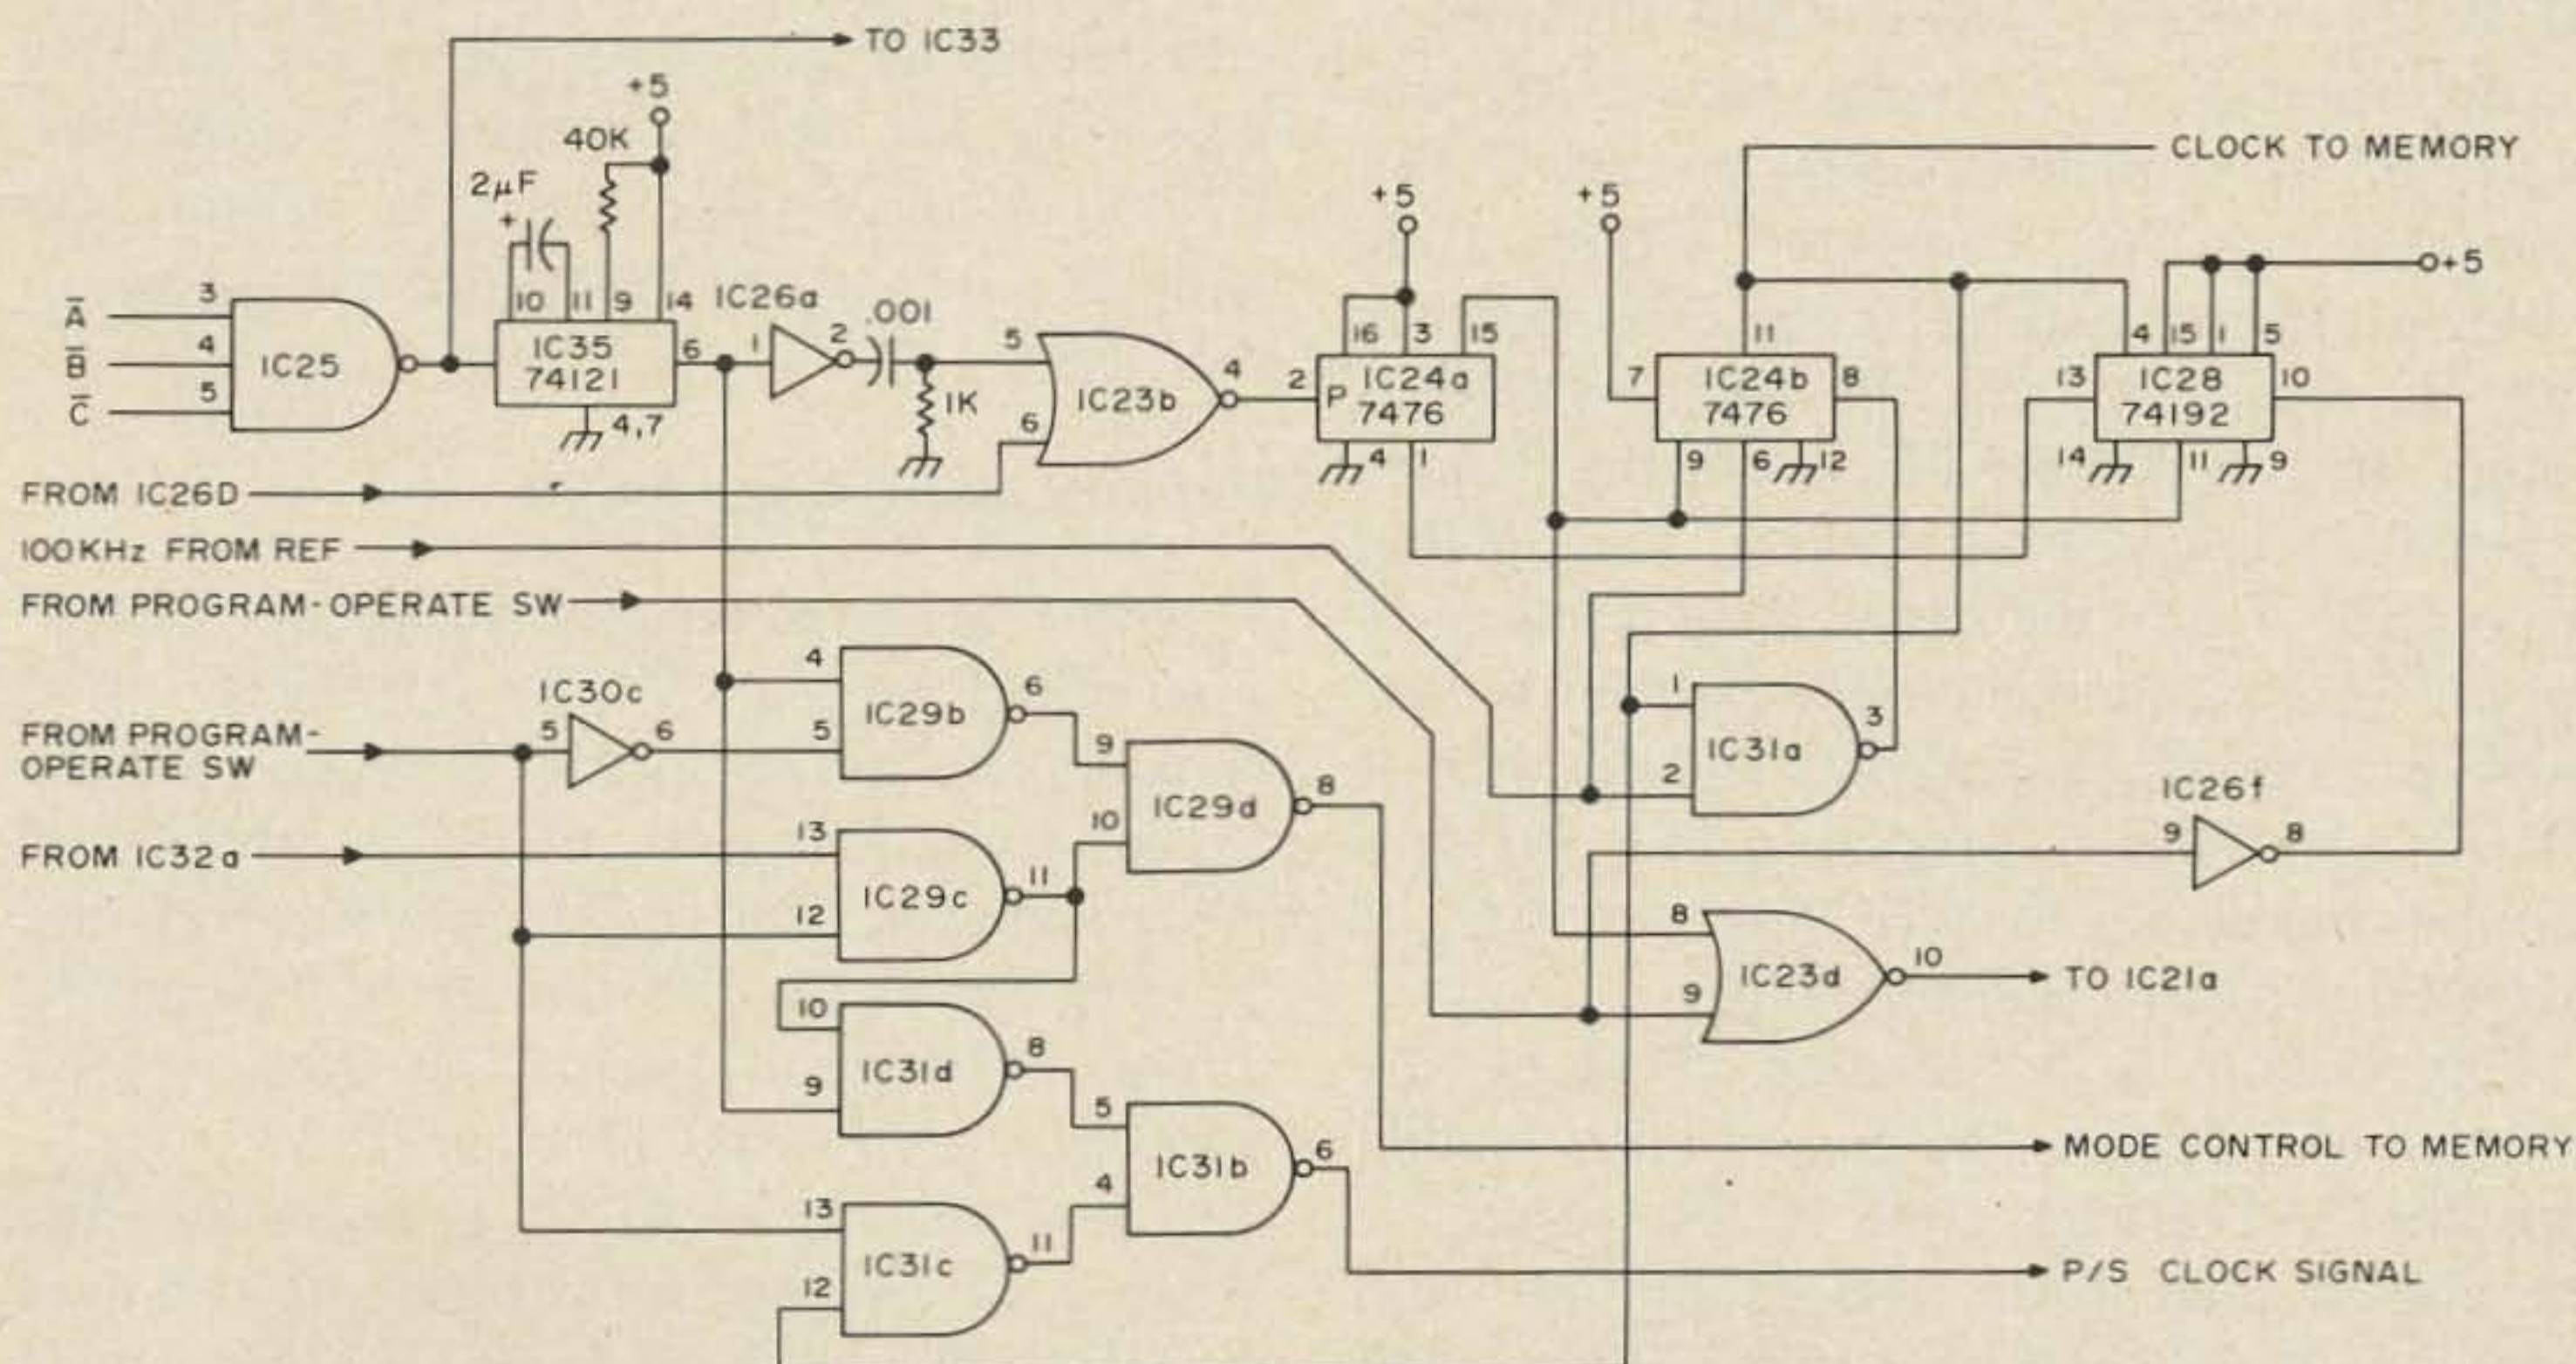 TO IC33
+5
40K
2µF
+
10 11 9 14
IC26a
.001
A̅ 3
B̅ 4
C̅ 5
IC25
IC35
74121
6
1
2
4,7
1K
5
6
IC23b
4
+5
16 3 15
2
P
IC24a
7476
4 1
+5
7
11
IC24b
7476
8
9 6 12
CLOCK TO MEMORY
+5
4 15 1 5
13
IC28
74192
10
14 11 9
FROM IC26D
100KHz FROM REF
FROM PROGRAM-OPERATE SW
FROM PROGRAM-
OPERATE SW
IC30c
5 6
4
5
IC29b
6
FROM IC32a
13
12
IC29c
11
9
10
IC29d
8
1
2
IC31a
3
IC26f
9 8
8
9
IC23d
10
TO IC21a
10
9
IC31d
8
5
4
IC31b
6
MODE CONTROL TO MEMORY
13
12
IC31c
11
P/S CLOCK SIGNAL